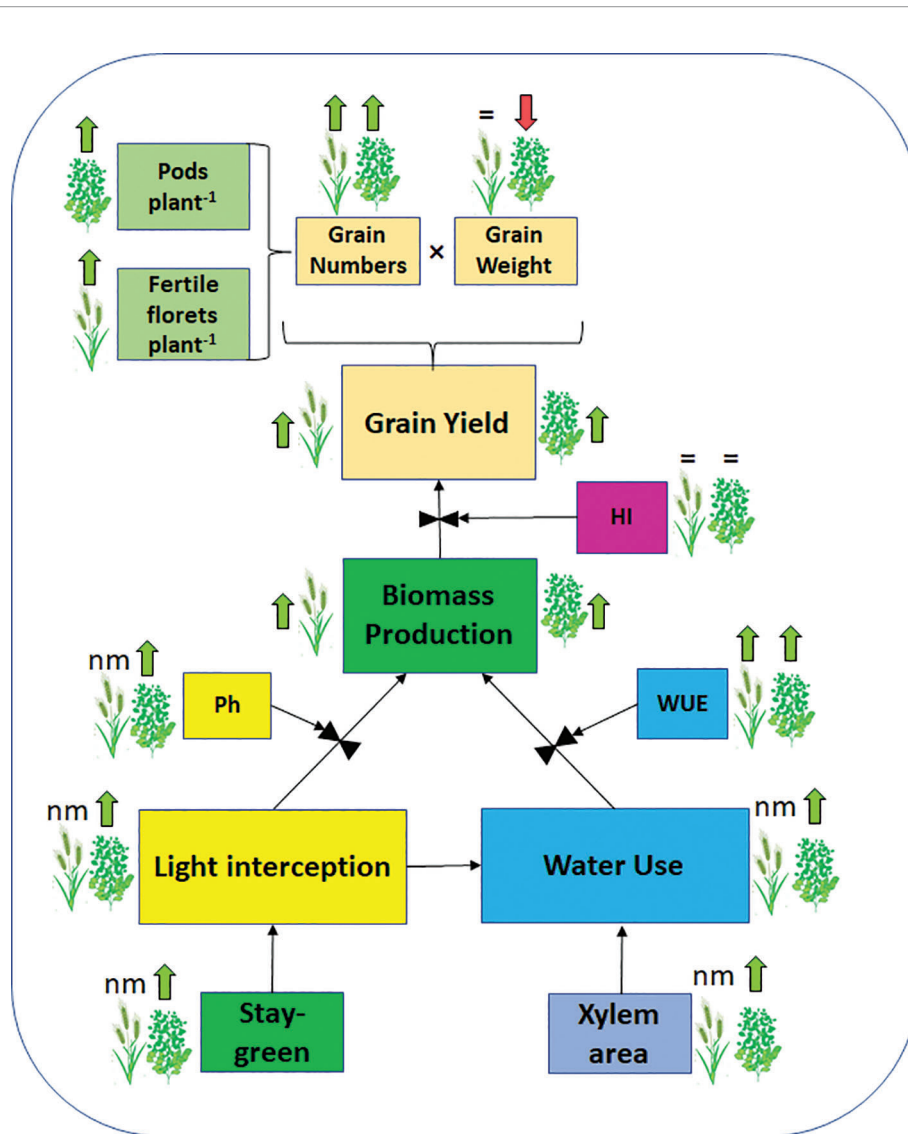 = 
Pods
plant⁻¹
Grain
Numbers
×
Grain
Weight
Fertile
florets
plant⁻¹
Grain Yield
= =
HI
Biomass
Production
nm
Ph
WUE
nm
Light interception
Water Use
nm
nm
Stay-
green
Xylem
area
nm